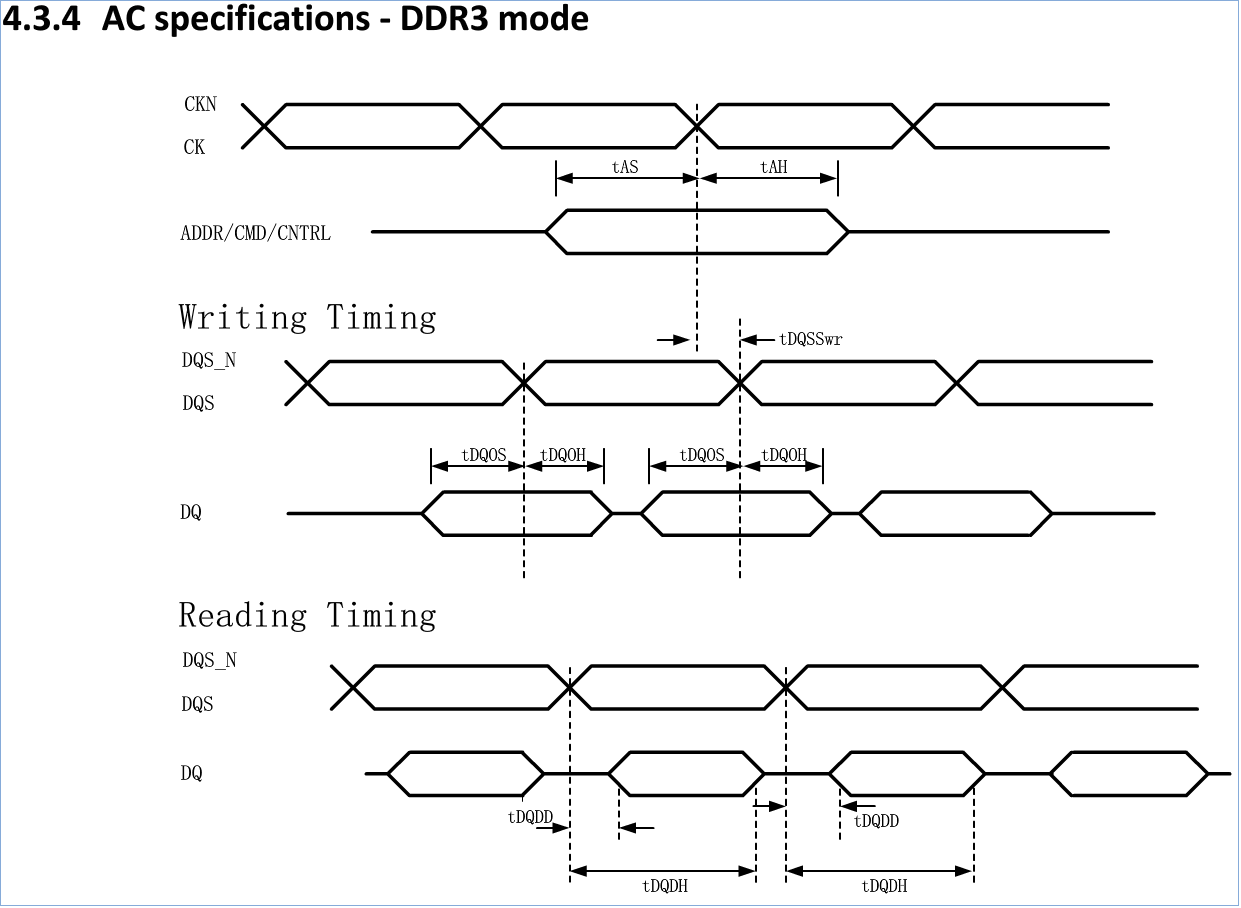 4.3.4 AC specifications - DDR3 mode
CKN
CK
tAS tAH
ADDR/CMD/CNTRL
Writing Timing
tDQSSwr
DQS_N
DQS
tDQOS tDQOH tDQOS tDQOH
DQ
Reading Timing
DQS_N
DQS
DQ
tDQDD tDQDD
tDQDH tDQDH